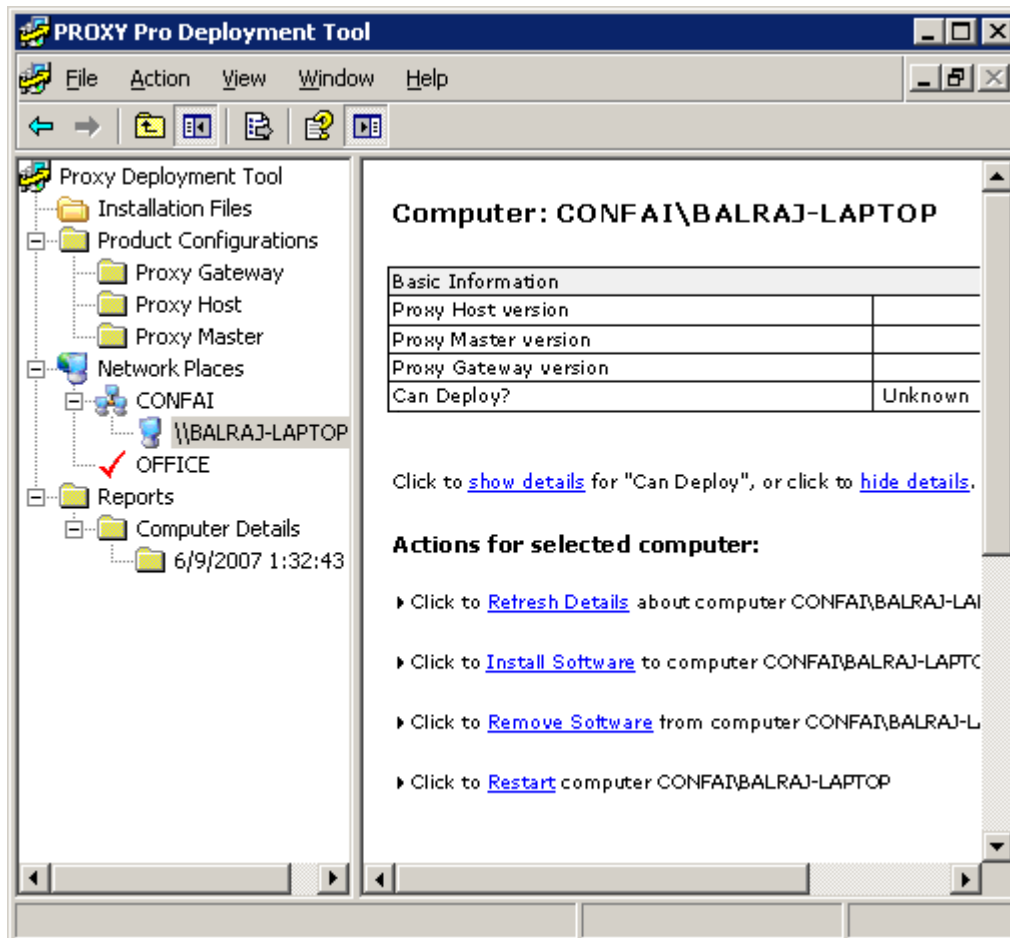 PROXY Pro Deployment Tool
File Action View Window Help
Proxy Deployment Tool
Installation Files
Product Configurations
Proxy Gateway
Proxy Host
Proxy Master
Network Places
CONFAI
\\BALRAJ-LAPTOP
OFFICE
Reports
Computer Details
6/9/2007 1:32:43
Computer: CONFAI\BALRAJ-LAPTOP
Basic Information
Proxy Host version
Proxy Master version
Proxy Gateway version
Can Deploy? Unknown
Click to show details for "Can Deploy", or click to hide details.
Actions for selected computer:
Click to Refresh Details about computer CONFAI\BALRAJ-LA
Click to Install Software to computer CONFAI\BALRAJ-LAPT
Click to Remove Software from computer CONFAI\BALRAJ-L
Click to Restart computer CONFAI\BALRAJ-LAPTOP